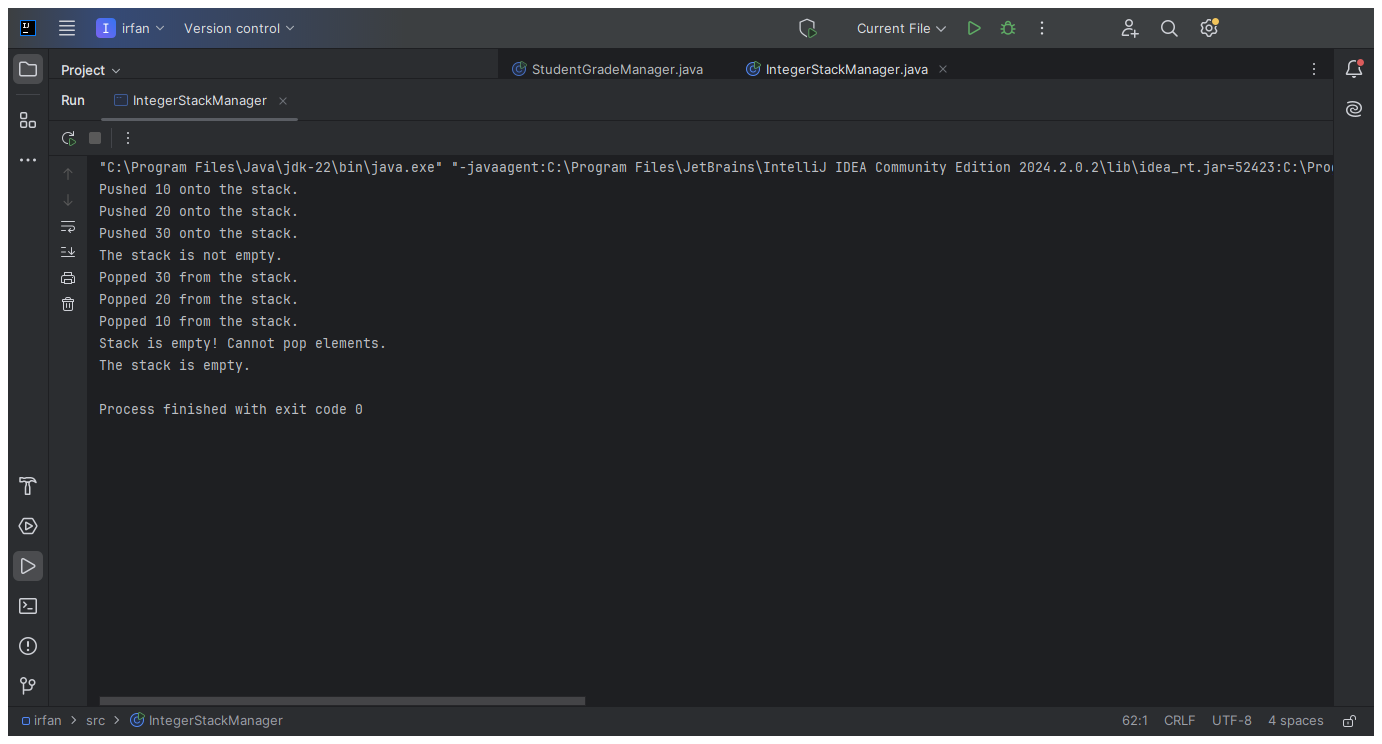 I irfan Version control Current File
Project StudentGradeManager.java IntegerStackManager.java
Run IntegerStackManager
"C:\Program Files\Java\jdk-22\bin\java.exe" "-javaagent:C:\Program Files\JetBrains\IntelliJ IDEA Community Edition 2024.2.0.2\lib\idea_rt.jar=52423:C:\Pro
Pushed 10 onto the stack.
Pushed 20 onto the stack.
Pushed 30 onto the stack.
The stack is not empty.
Popped 30 from the stack.
Popped 20 from the stack.
Popped 10 from the stack.
Stack is empty! Cannot pop elements.
The stack is empty.
Process finished with exit code 0
irfan > src > IntegerStackManager 62:1 CRLF UTF-8 4 spaces